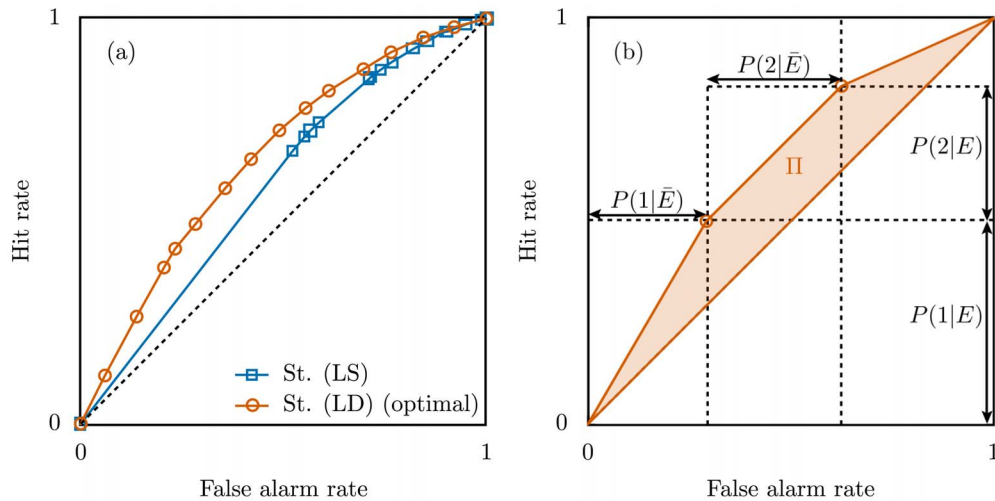 1
(a)
Hit rate
St. (LS)
St. (LD) (optimal)
0
0
1
False alarm rate
1
(b)
P(2|Ē)
P(2|E)
Π
P(1|Ē)
Hit rate
P(1|E)
0
0
1
False alarm rate